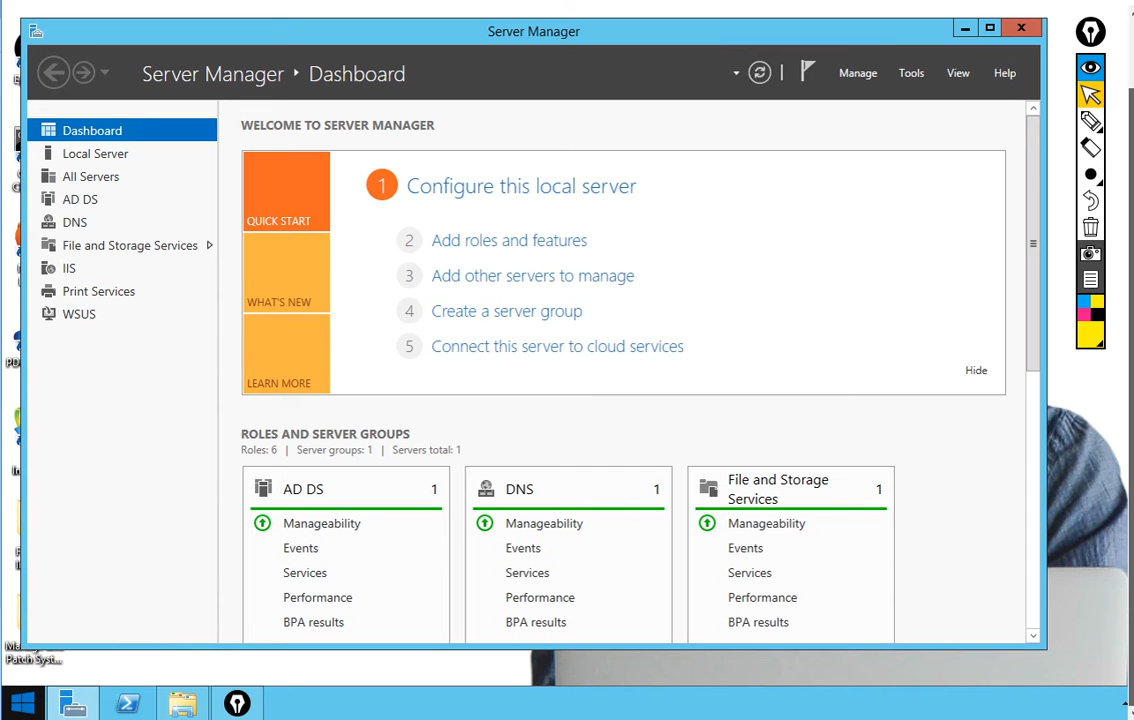 Server Manager
Server Manager ‣ Dashboard
Manage
Tools
View
Help
Dashboard
Local Server
All Servers
AD DS
DNS
File and Storage Services
IIS
Print Services
WSUS
WELCOME TO SERVER MANAGER
QUICK START
WHAT'S NEW
LEARN MORE
1 Configure this local server
2 Add roles and features
3 Add other servers to manage
4 Create a server group
5 Connect this server to cloud services
Hide
ROLES AND SERVER GROUPS
Roles: 6 | Server groups: 1 | Servers total: 1
AD DS 1
Manageability
Events
Services
Performance
BPA results
DNS 1
Manageability
Events
Services
Performance
BPA results
File and Storage
Services 1
Manageability
Events
Services
Performance
BPA results
Patch Syst...